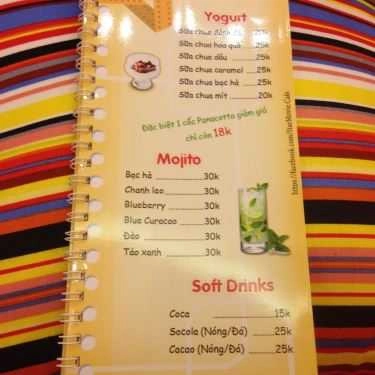 Yogurt
Sữa chua đánh đá
Sữa chua hoa quả ........25k
Sữa chua dâu ........25k
Sữa chua caramel ........25k
Sữa chua bạc hà ........25k
Sữa chua mít ........20k
Đặc biệt 1 cốc Panacotta giảm giá
chỉ còn 18k
Mojito
Bạc hà ........30k
Chanh leo ........30k
Blueberry ........30k
Blue Curacao ........30k
Đào ........30k
Táo xanh ........30k
Soft Drinks
Coca ........15k
Socola (Nóng/Đá) ........25k
Cacao (Nóng/Đá) ........25k